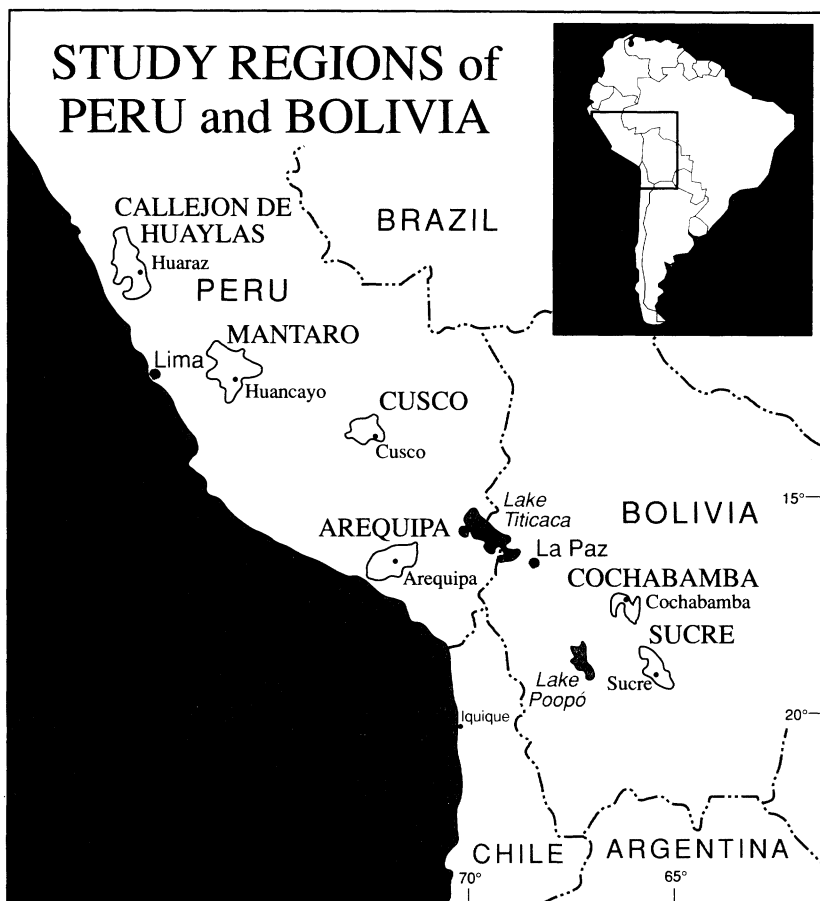 STUDY REGIONS of
PERU and BOLIVIA
CALLEJON DE
HUAYLAS
Huaraz
BRAZIL
PERU
MANTARO
Lima
Huancayo
CUSCO
Cusco
15°
Lake
Titicaca
BOLIVIA
AREQUIPA
La Paz
Arequipa
COCHABAMBA
Cochabamba
SUCRE
Sucre
Lake
Poopó
Iquique
20°
CHILE
ARGENTINA
70°
65°